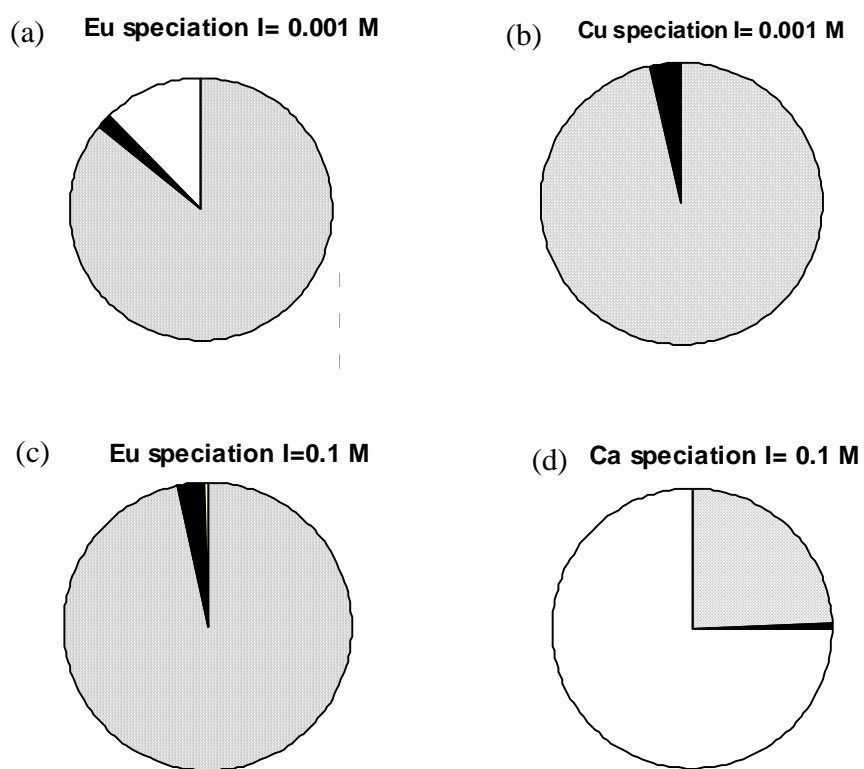 (a) Eu speciation I= 0.001 M
(b) Cu speciation I= 0.001 M
(c) Eu speciation I=0.1 M
(d) Ca speciation I= 0.1 M